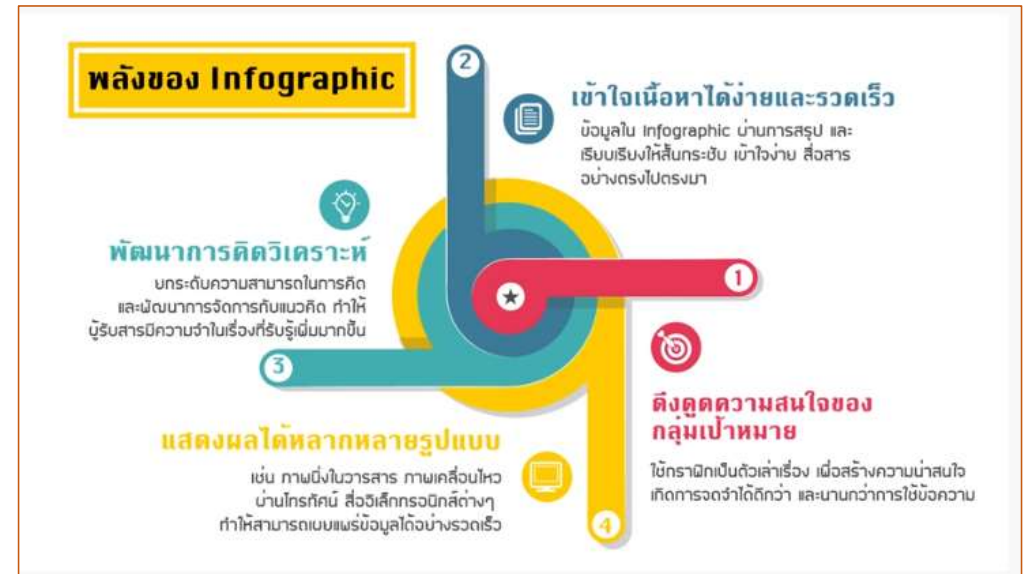 พลังของ Infographic
1
ดึงดูดความสนใจของ
กลุ่มเป้าหมาย
ใช้กราฟิกเป็นตัวเล่าเรื่อง เพื่อสร้างความน่าสนใจ
เกิดการจดจำได้ดีกว่า และนานกว่าการใช้ข้อความ
2
เข้าใจเนื้อหาได้ง่ายและรวดเร็ว
ข้อมูลใน Infographic ผ่านการสรุป และ
เรียบเรียงให้สั้นกระชับ เข้าใจง่าย สื่อสาร
อย่างตรงไปตรงมา
3
พัฒนาการคิดวิเคราะห์
ยกระดับความสามารถในการคิด
และพัฒนาการจัดการกับแนวคิด ทำให้
ผู้รับสารมีความจำในเรื่องที่รับรู้เพิ่มมากขึ้น
4
แสดงผลได้หลากหลายรูปแบบ
เช่น ภาพนิ่งในวารสาร ภาพเคลื่อนไหว
ผ่านโทรทัศน์ สื่ออิเล็กทรอนิกส์ต่างๆ
ทำให้สามารถเผยแพร่ข้อมูลได้อย่างรวดเร็ว